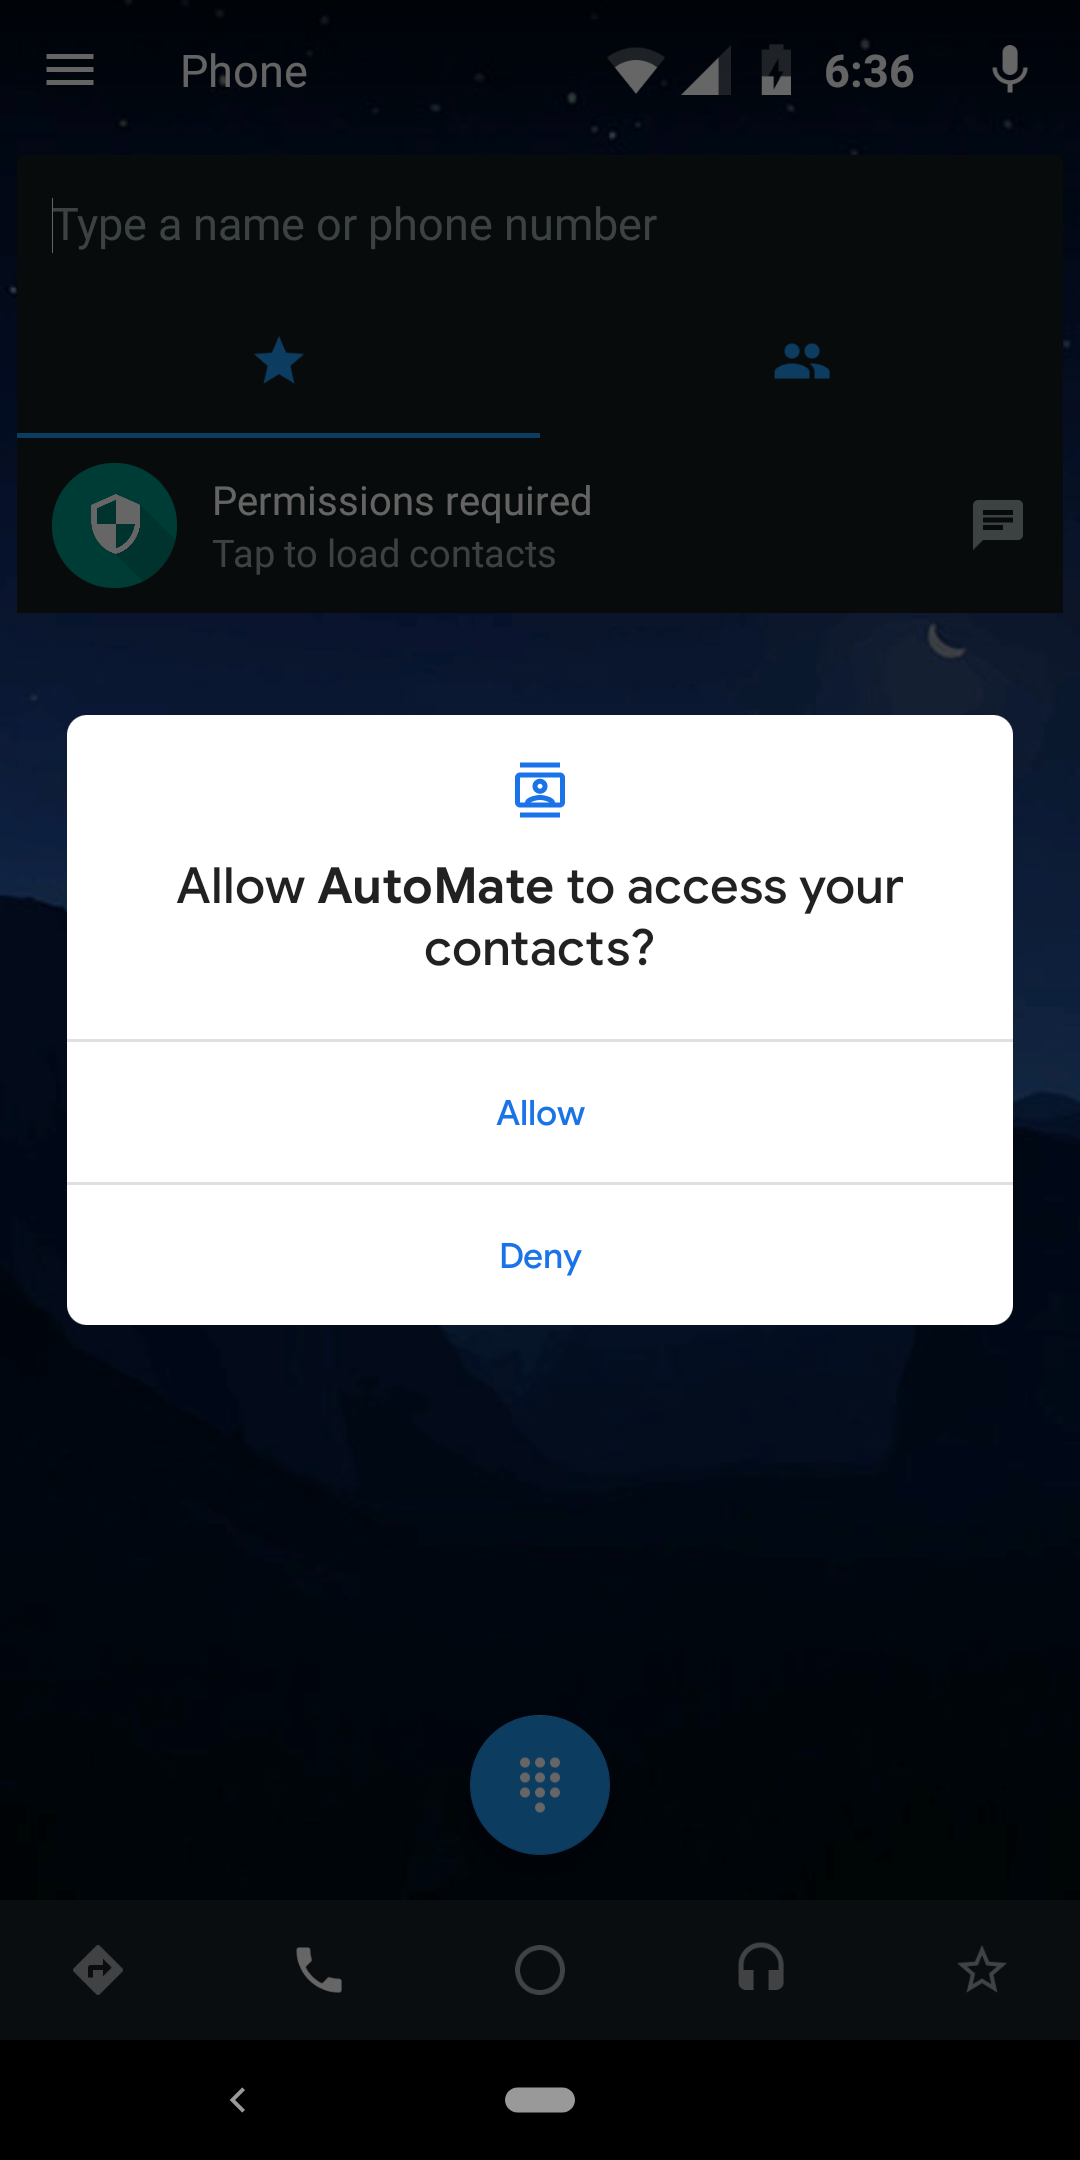 Phone
6:36
Type a name or phone number
Permissions required
Tap to load contacts
Allow AutoMate to access your
contacts?
Allow
Deny